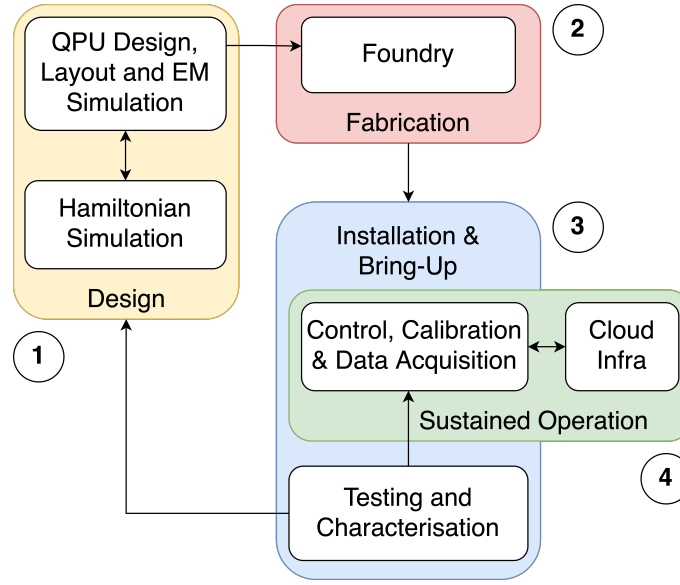 QPU Design,
Layout and EM
Simulation
Hamiltonian
Simulation
Design
1
Foundry
Fabrication
2
Installation &
Bring-Up
3
Control, Calibration
& Data Acquisition
Cloud
Infra
Sustained Operation
4
Testing and
Characterisation